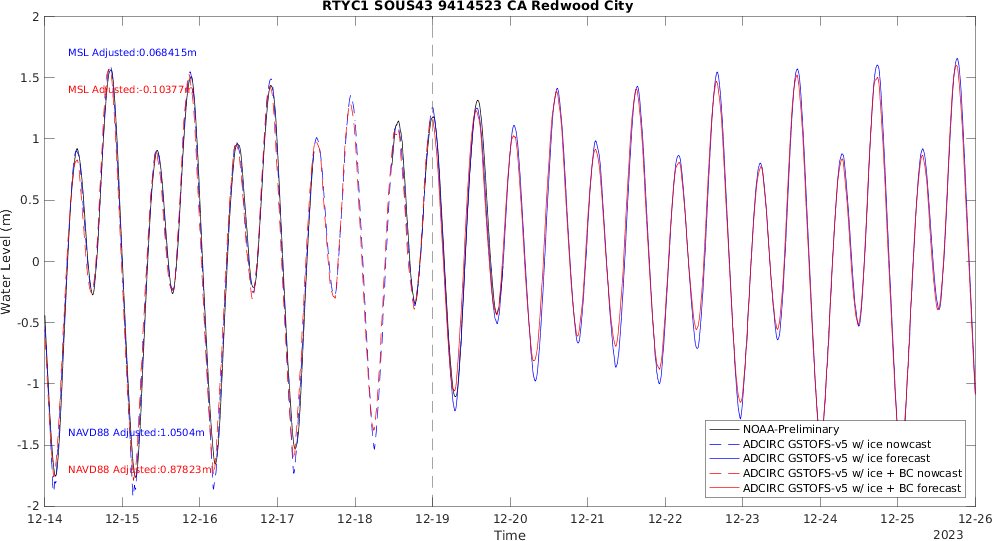 RTYC1 SOUS43 9414523 CA Redwood City
2
1.5
1
0.5
0
-0.5
-1
-1.5
-2
Water Level (m)
MSL Adjusted:0.068415m
MSL Adjusted:-0.10377m
NAVD88 Adjusted:1.0504m
NAVD88 Adjusted:0.87823m
NOAA-Preliminary
ADCIRC GSTOFS-v5 w/ ice nowcast
ADCIRC GSTOFS-v5 w/ ice forecast
ADCIRC GSTOFS-v5 w/ ice + BC nowcast
ADCIRC GSTOFS-v5 w/ ice + BC forecast
12-14 12-15 12-16 12-17 12-18 12-19 12-20 12-21 12-22 12-23 12-24 12-25 12-26
Time
2023